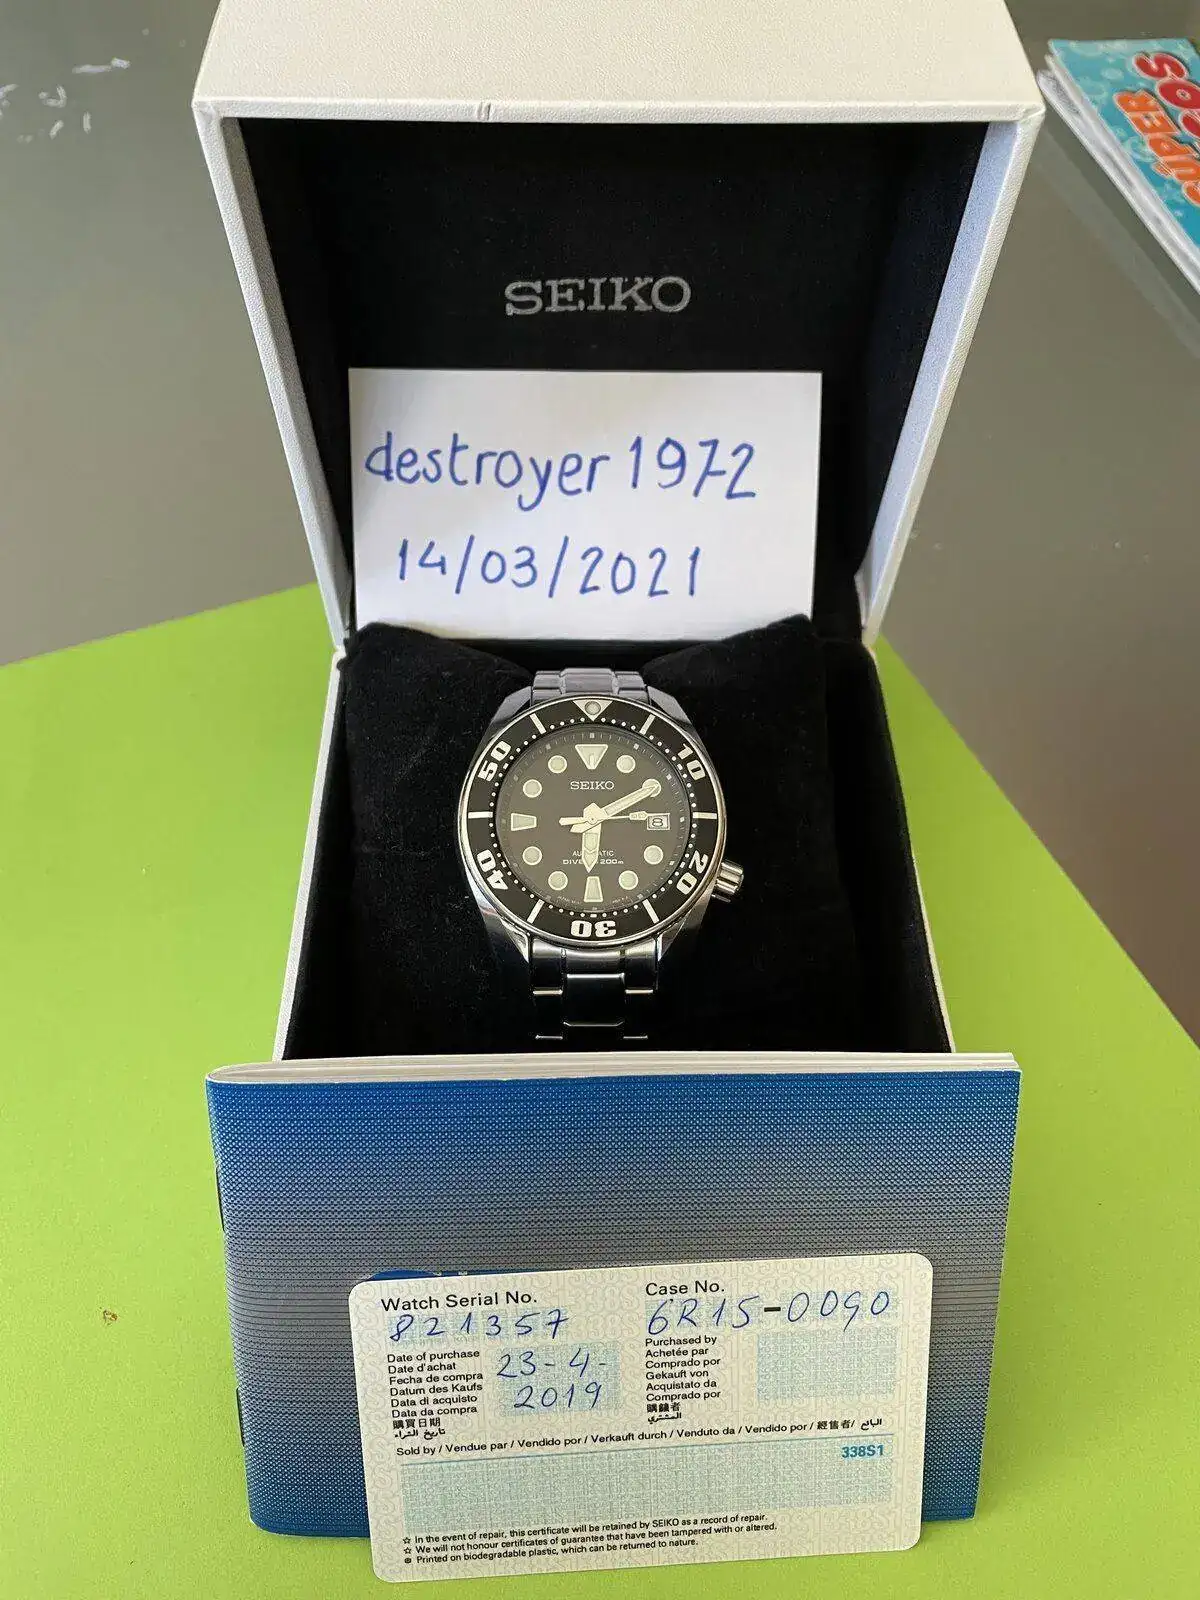 SÚPER
SEIKO
destroyer 1972
14/03/2021
50
10
SEIKO
8
40
20
AUTOMATIC
DIVER'S 200m
30
Watch Serial No.
821357
Case No.
6R15-0090
Date of purchase
Date d'achat
Fecha de compra
Datum des Kaufs
Data di acquisto
Data da compra
購買日期
تاريخ الشراء
23-4-
2019
Purchased by
Achetée par
Comprado por
Gekauft von
Acquistato da
Comprado por
購錶者
المشتري
Sold by / Vendue par / Vendido por / Verkauft durch / Venduto da / Vendido por / 經售者 / البائع
338S1
☆ In the event of repair, this certificate will be retained by SEIKO as a record of repair.
☆ We will not honour certificates of guarantee that have been tampered with or altered.
Printed on biodegradable plastic, which can be returned to nature.